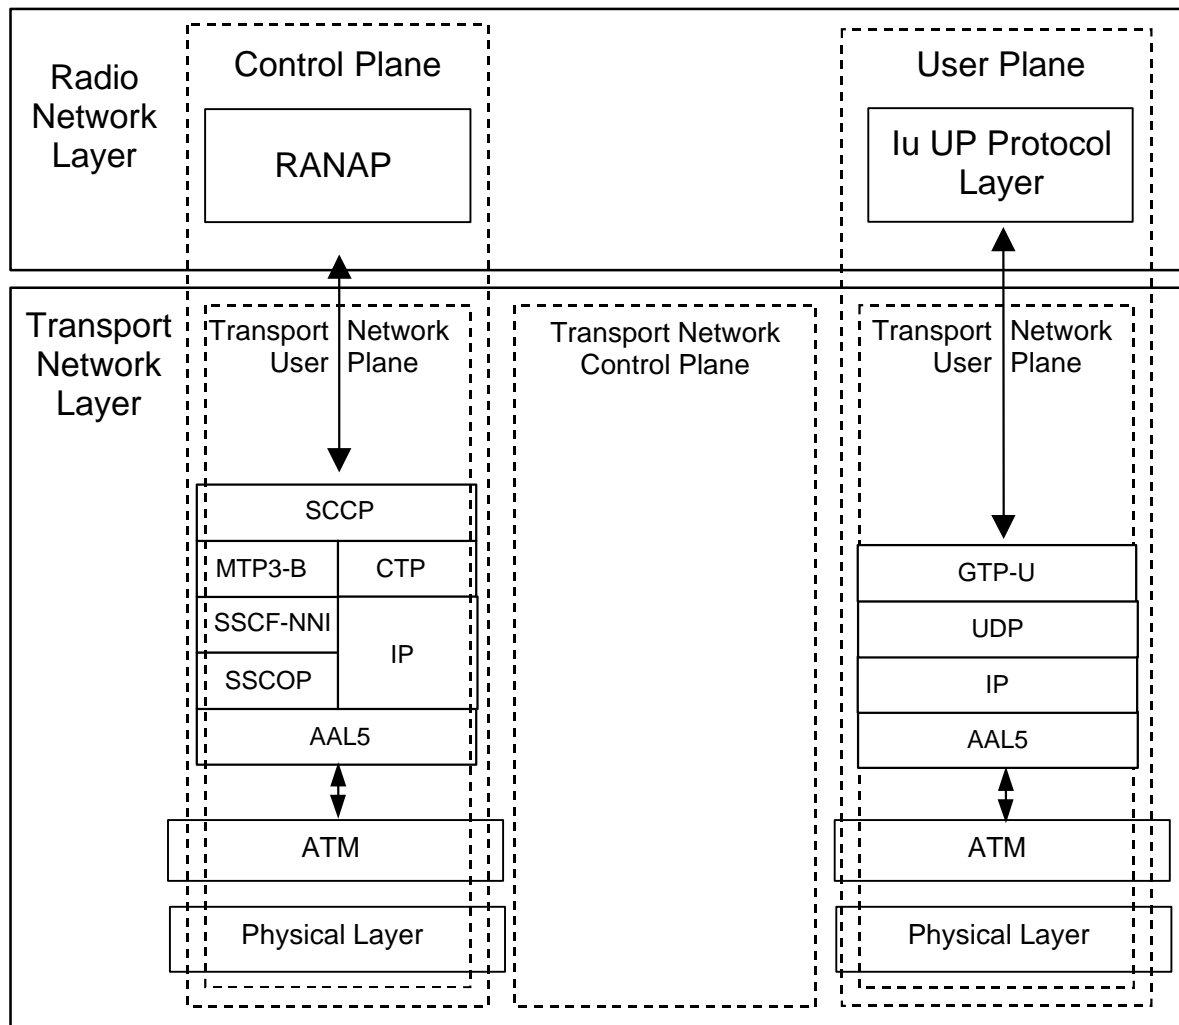 Radio
Network
Layer
Control Plane
RANAP
User Plane
Iu UP Protocol
Layer
Transport
Network
Layer
Transport Network
User Plane
Transport Network
Control Plane
Transport Network
User Plane
SCCP
MTP3-B
CTP
SSCF-NNI
IP
SSCOP
AAL5
ATM
Physical Layer
GTP-U
UDP
IP
AAL5
ATM
Physical Layer